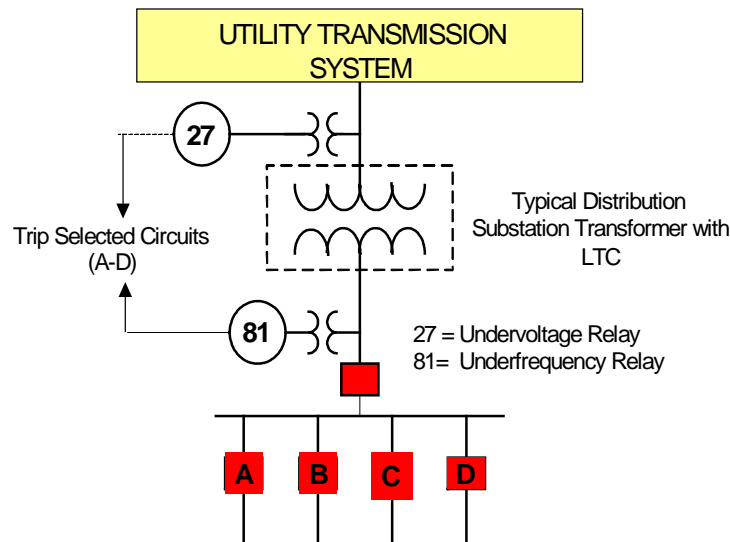 UTILITY TRANSMISSION
SYSTEM
27
Typical Distribution
Substation Transformer with
LTC
Trip Selected Circuits
(A-D)
81
27 = Undervoltage Relay
81= Underfrequency Relay
A B C D